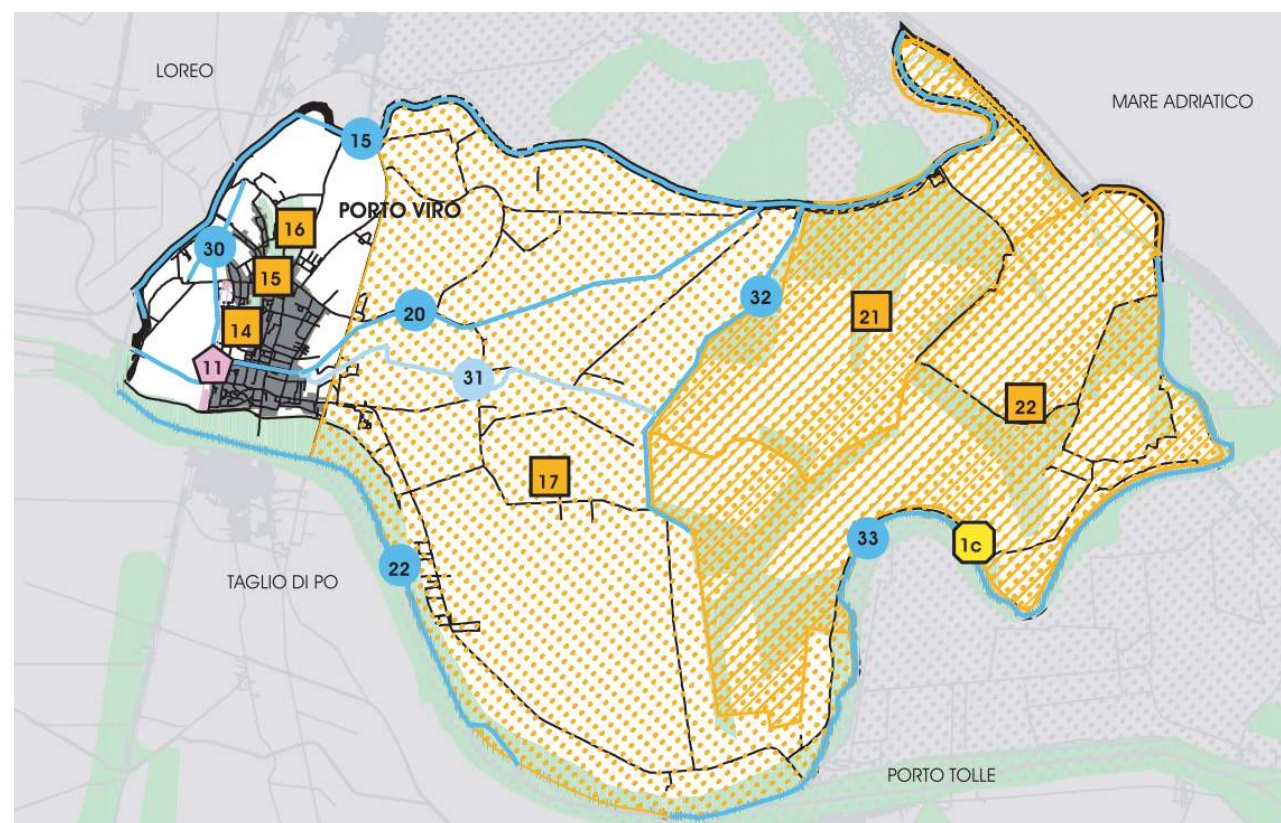 LOREO
MARE ADRIATICO
15
PORTO VIRO
16
30
15
32
20
21
14
11
31
22
17
33
1c
22
TAGLIO DI PO
PORTO TOLLE